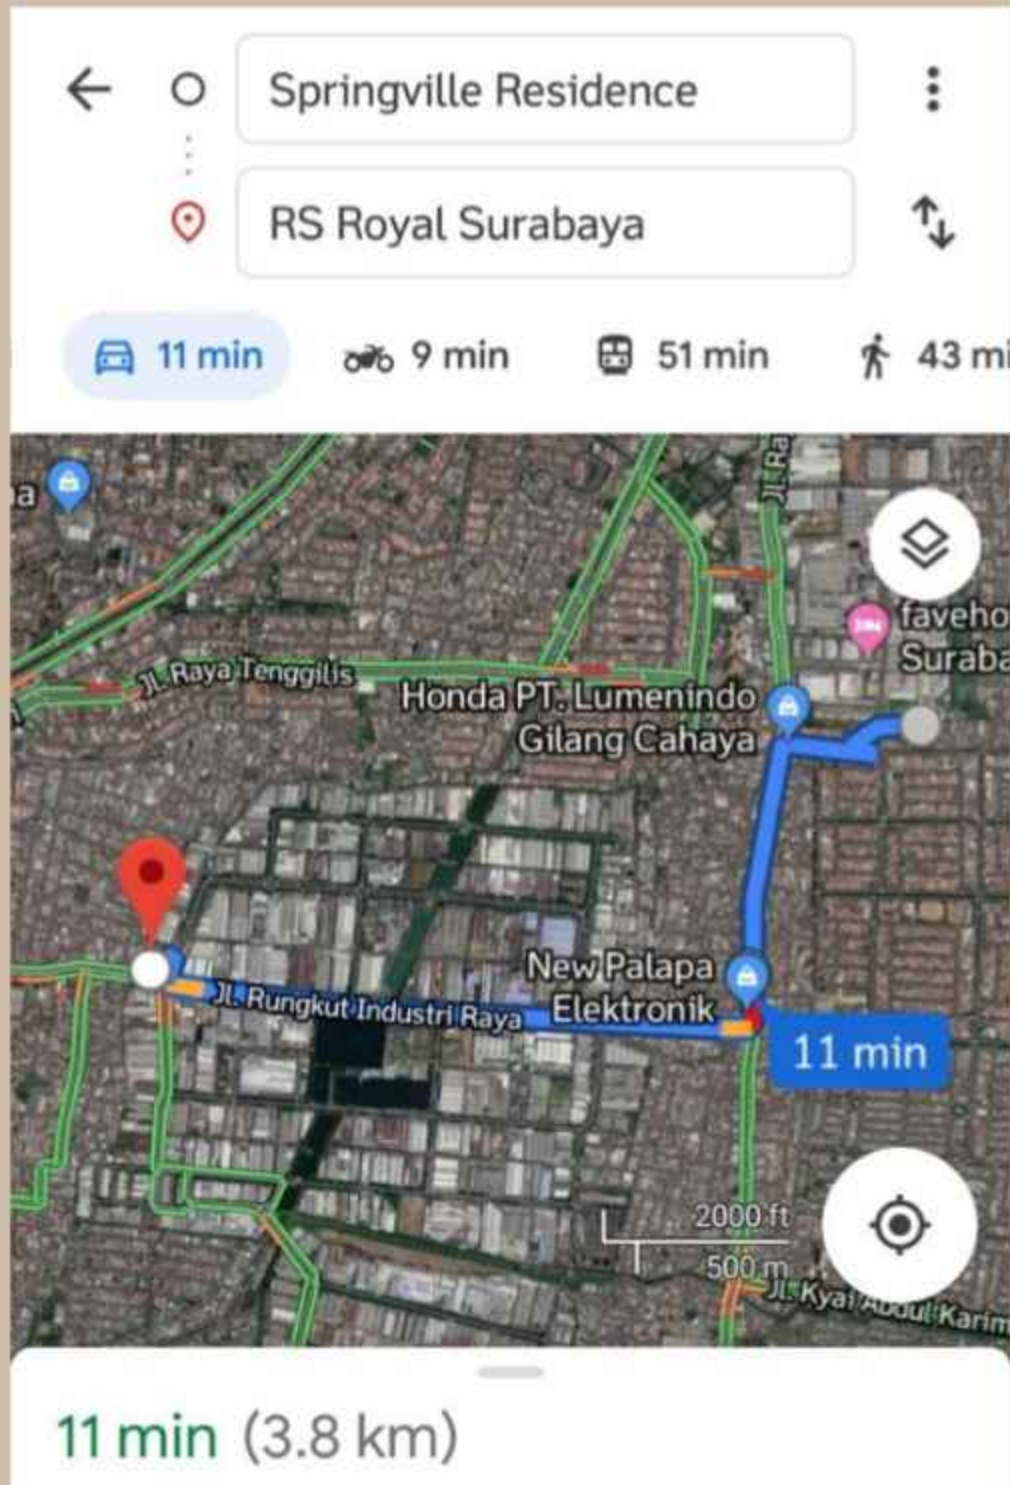 Springville Residence
RS Royal Surabaya
11 min
9 min
51 min
43 mi
a
Jl. Ra
faveho
Suraba
Jl. Raya Tenggilis
Honda PT. Lumenindo
Gilang Cahaya
New Palapa
Elektronik
Jl. Rungkut Industri Raya
11 min
2000 ft
500 m
Jl. Kyai Abdul Karim
11 min (3.8 km)